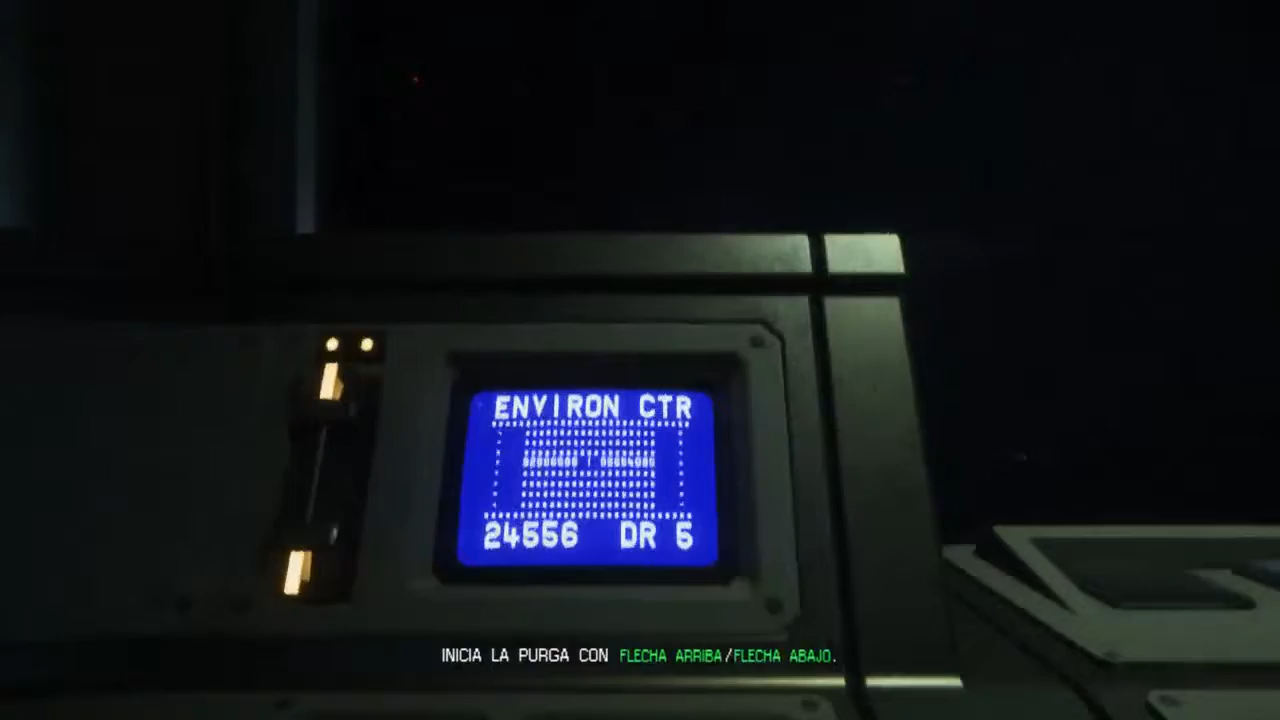 ENVIRON CTR
24556 DR 5
INICIA LA PURGA CON FLECHA ARRIBA/FLECHA ABAJO.